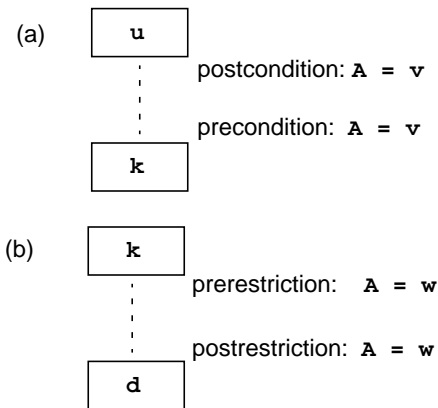 (a)
u
postcondition: A = v
precondition: A = v
k
(b)
k
prerestriction: A = w
postrestriction: A = w
d